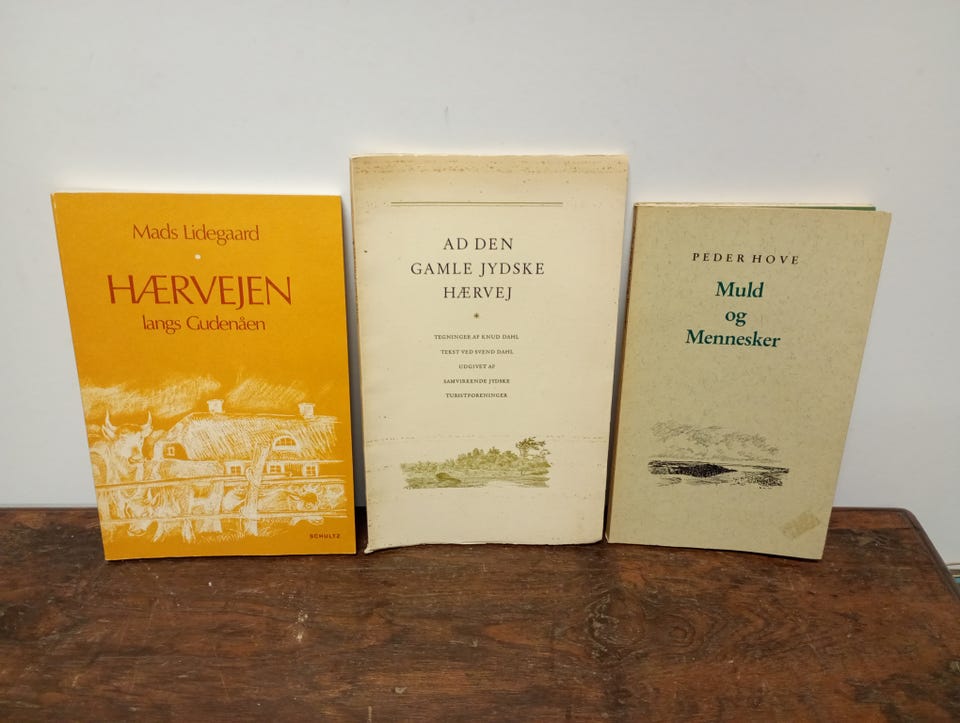 Mads Lidegaard
HÆRVEJEN
langs Gudenåen
SCHULTZ
AD DEN
GAMLE JYDSKE
HÆRVEJ
TEGNINGER AF KNUD DAHL
TEKST VED SVEND DAHL
UDGIVET AF
SAMVIRKENDE JYDSKE
TURISTFORENINGER
PEDER HOVE
Muld
og
Mennesker